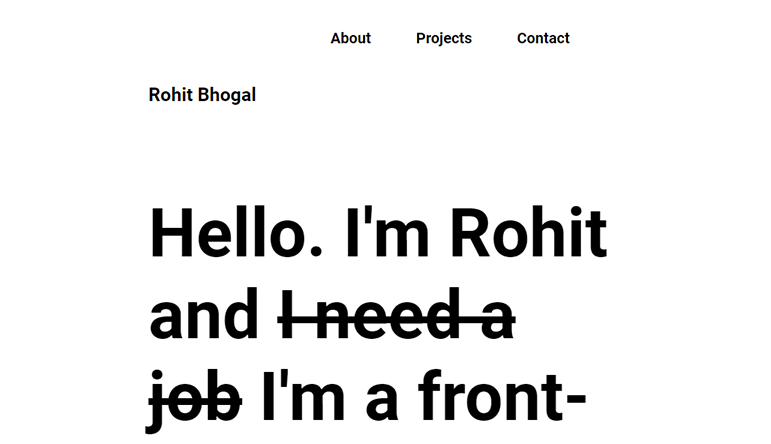 About Projects Contact
Rohit Bhogal
Hello. I'm Rohit
and I need a
job I'm a front-